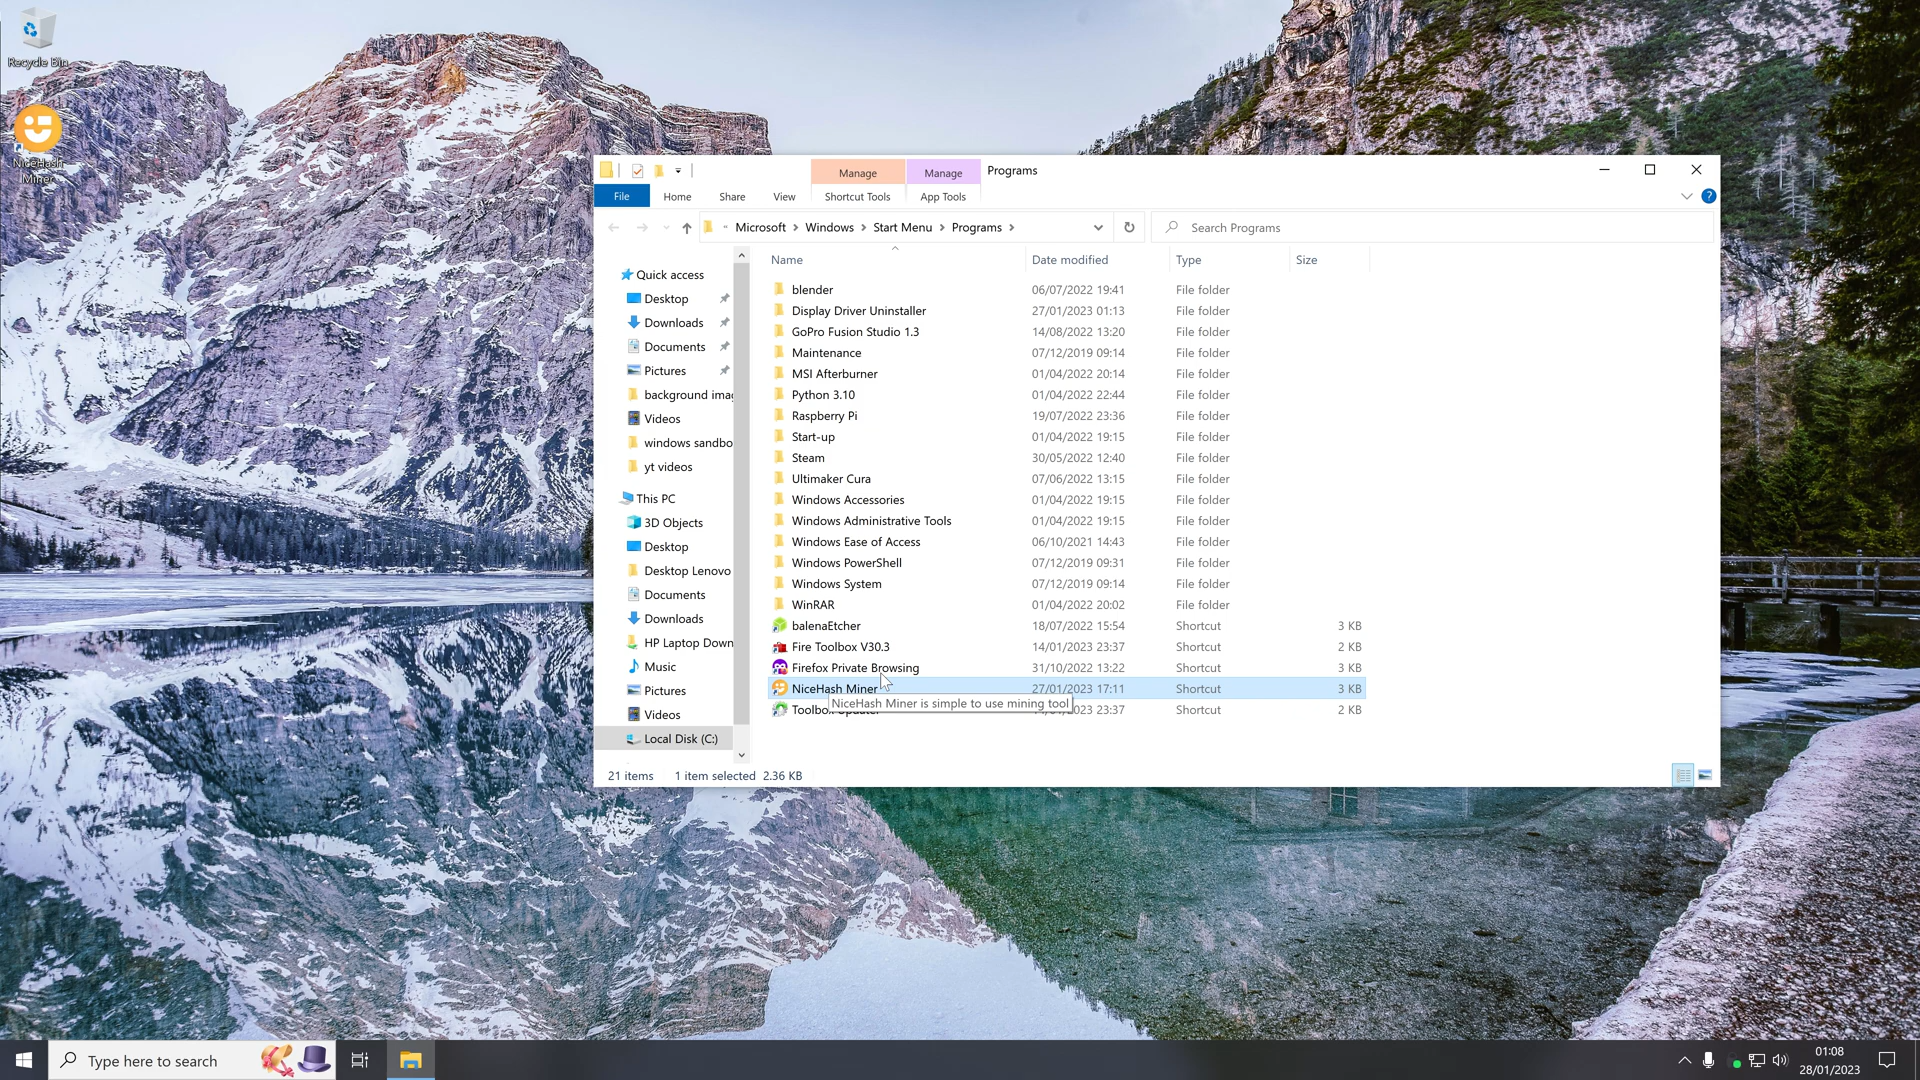 Recycle Bin
NiceHash
Miner
Manage
Manage
Programs
File
Home
Share
View
Shortcut Tools
App Tools
Microsoft > Windows > Start Menu > Programs >
Search Programs
Quick access
Desktop
Downloads
Documents
Pictures
background imag
Videos
windows sandbo
yt videos
This PC
3D Objects
Desktop
Desktop Lenovo
Documents
Downloads
HP Laptop Down
Music
Pictures
Videos
Local Disk (C:)
Name Date modified Type Size
blender 06/07/2022 19:41 File folder
Display Driver Uninstaller 27/01/2023 01:13 File folder
GoPro Fusion Studio 1.3 14/08/2022 13:20 File folder
Maintenance 07/12/2019 09:14 File folder
MSI Afterburner 01/04/2022 20:14 File folder
Python 3.10 01/04/2022 22:44 File folder
Raspberry Pi 19/07/2022 23:36 File folder
Start-up 01/04/2022 19:15 File folder
Steam 30/05/2022 12:40 File folder
Ultimaker Cura 07/06/2022 13:15 File folder
Windows Accessories 01/04/2022 19:15 File folder
Windows Administrative Tools 01/04/2022 19:15 File folder
Windows Ease of Access 06/10/2021 14:43 File folder
Windows PowerShell 07/12/2019 09:31 File folder
Windows System 07/12/2019 09:14 File folder
WinRAR 01/04/2022 20:02 File folder
balenaEtcher 18/07/2022 15:54 Shortcut 3 KB
Fire Toolbox V30.3 14/01/2023 23:37 Shortcut 2 KB
Firefox Private Browsing 31/10/2022 13:22 Shortcut 3 KB
NiceHash Miner 27/01/2023 17:11 Shortcut 3 KB
NiceHash Miner is simple to use mining tool
Toolbox 23:37 Shortcut 2 KB
21 items 1 item selected 2.36 KB
Type here to search
01:08
28/01/2023